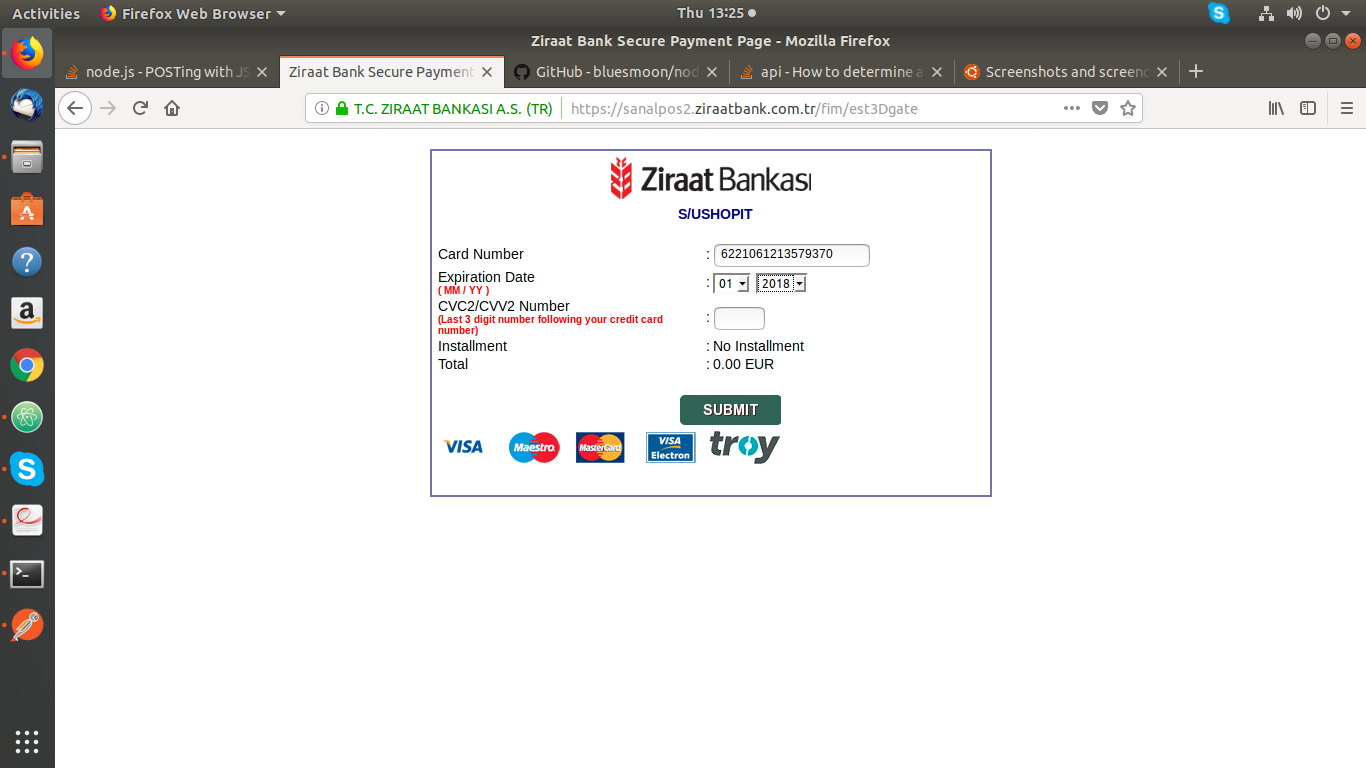 Activities Firefox Web Browser Thu 13:25
Ziraat Bank Secure Payment Page - Mozilla Firefox
node.js - POSTing with JS Ziraat Bank Secure Payment GitHub - bluesmoon/nod api - How to determine a Screenshots and screenc
T.C. ZIRAAT BANKASI A.S. (TR) https://sanalpos2.ziraatbank.com.tr/fim/est3Dgate
Ziraat Bankası
S/USHOPIT
Card Number : 6221061213579370
Expiration Date : 01 2018
( MM / YY )
CVC2/CVV2 Number :
(Last 3 digit number following your credit card
number)
Installment : No Installment
Total : 0.00 EUR
SUBMIT
VISA Maestro MasterCard VISA Electron troy